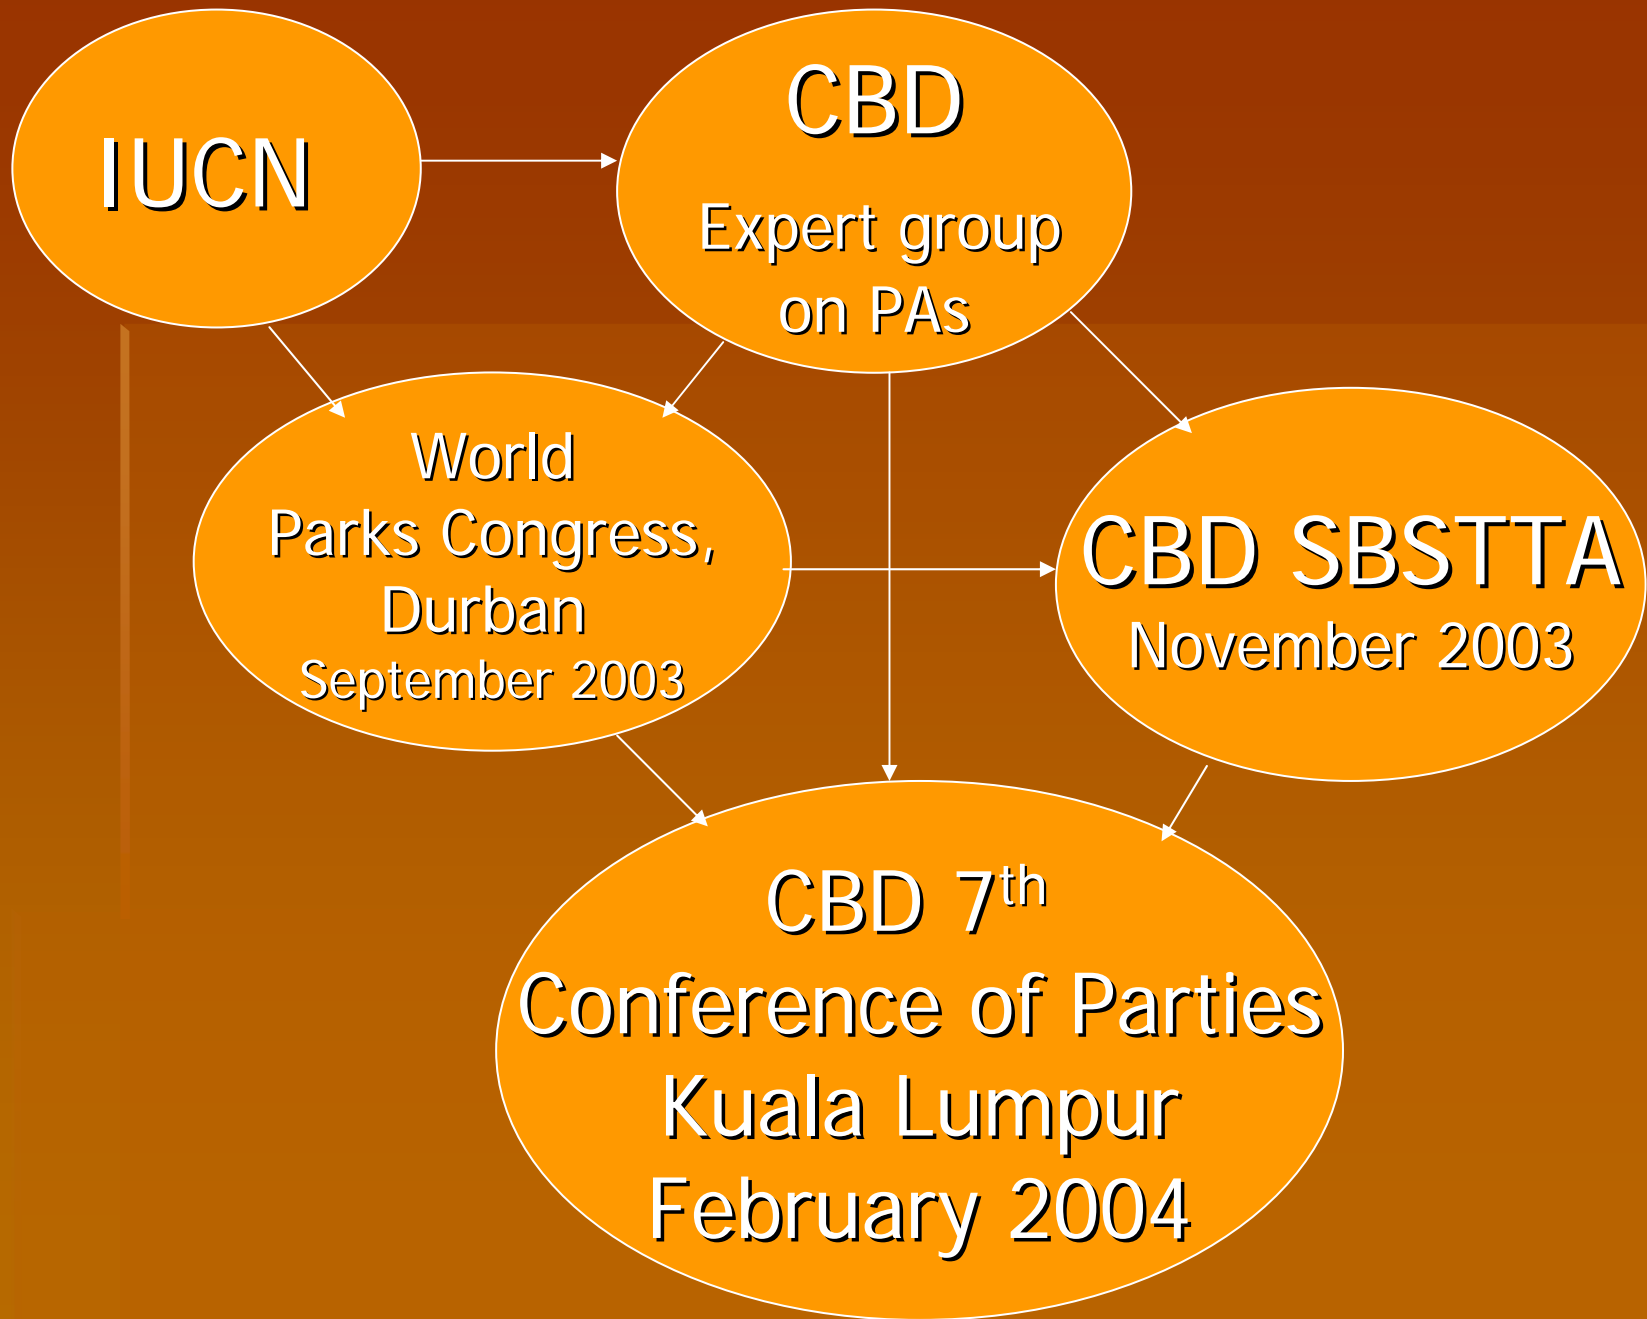 IUCN
CBD
Expert group
on PAs
World
Parks Congress,
Durban
September 2003
CBD SBSTTA
November 2003
CBD 7th
Conference of Parties
Kuala Lumpur
February 2004